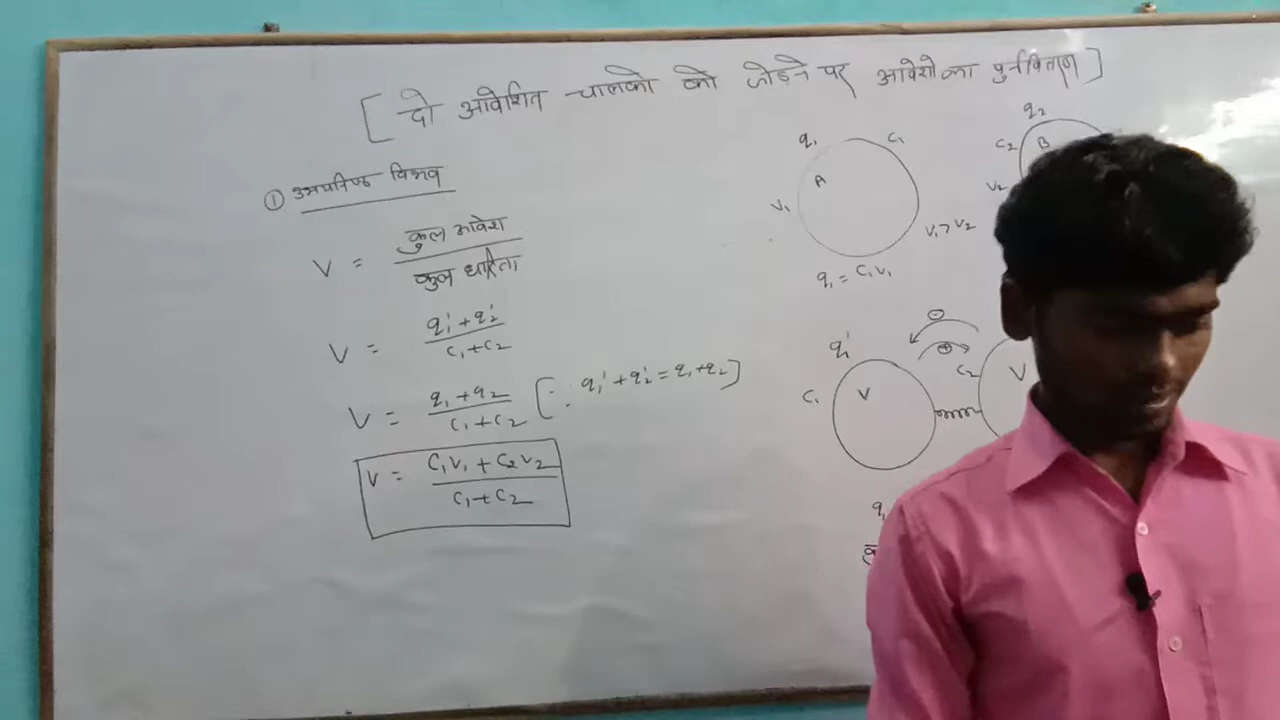 [ दो आवेशित चालको को जोड़ने पर आवेशो का पुर्नवितरण ]
① उभयनिष्ठ विभव
V = कुल आवेश / कुल धारिता
V = q₁' + q₂' / C₁+C₂
V = q₁ + q₂ / C₁+C₂ [∵ q₁' + q₂' = q₁+q₂]
V = C₁V₁ + C₂V₂ / C₁+C₂
q₁ C₁
A
V₁
V₁ > V₂
q₁ = C₁V₁
q₂
C₂ B
V₂
⊖
⊕
q₁'
C₁ V
C₂ V
q₁